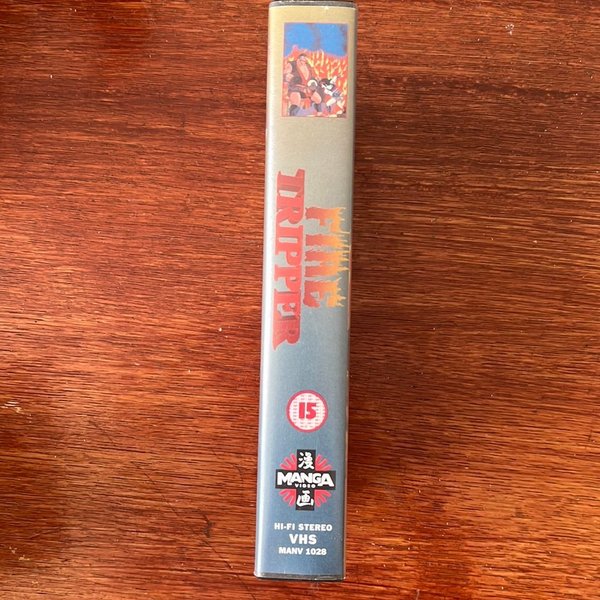 FIRE
TRIPPER
15
漫
MANGA
VIDEO
画
HI-FI STEREO
VHS
MANV 1028